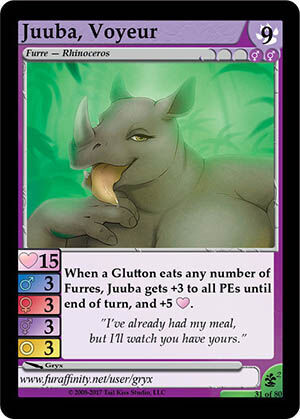 Juuba, Voyeur
9
Furre – Rhinoceros
15
3
3
3
3
When a Glutton eats any number of
Furres, Juuba gets +3 to all PEs until
end of turn, and +5 ♡.
"I've already had my meal,
but I'll watch you have yours."
Gryx
www.furaffinity.net/user/gryx
© 2008-2017 Tail Kiss Studio, LLC
31 of 80